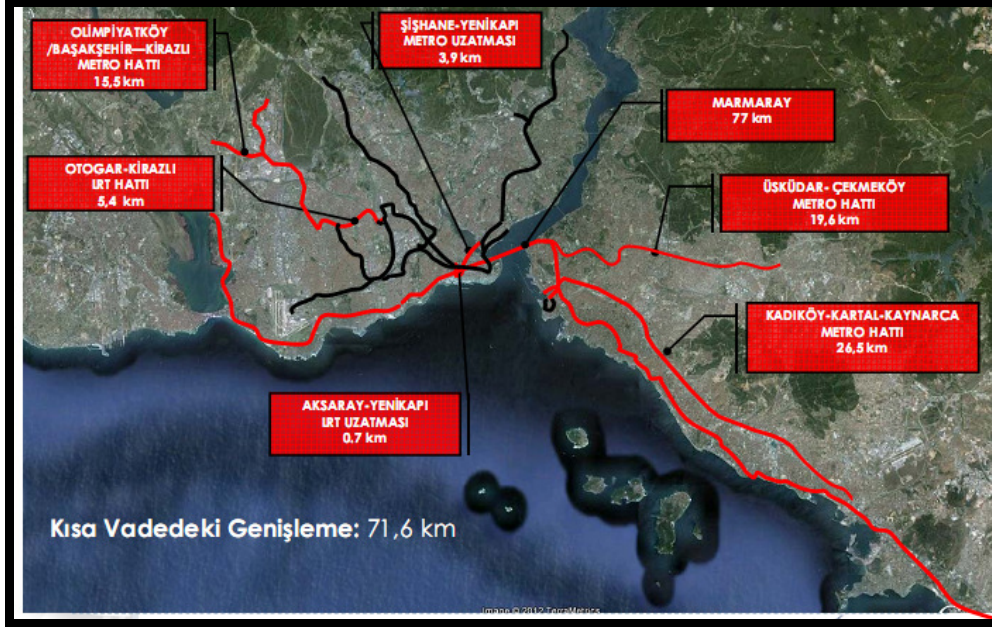 OLİMPİYATKÖY
/BAŞAKŞEHİR—KİRAZLI
METRO HATTI
15,5 km
ŞİŞHANE-YENİKAPI
METRO UZATMASI
3,9 km
MARMARAY
77 km
OTOGAR-KİRAZLI
LRT HATTI
5,4 km
ÜSKÜDAR- ÇEKMEKÖY
METRO HATTI
19,6 km
KADIKÖY-KARTAL-KAYNARCA
METRO HATTI
26,5 km
AKSARAY-YENİKAPI
LRT UZATMASI
0.7 km
Kısa Vadedeki Genişleme: 71,6 km
Image © 2012 TerraMetrics